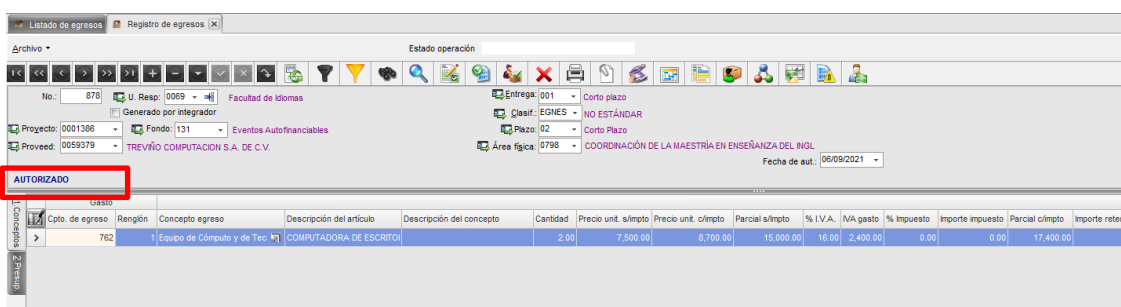 Listado de egresos Registro de egresos
Archivo Estado operación
No.: 878 U. Resp: 0069 Facultad de Idiomas Entrega: 001 Corto plazo
Generado por integrador Clasif.: EGNES NO ESTÁNDAR
Proyecto: 0001386 Fondo: 131 Eventos Autofinanciables Plazo: 02 Corto Plazo
Proveed: 0059379 TREVIÑO COMPUTACION S.A. DE C.V. Área física: 0798 COORDINACIÓN DE LA MAESTRÍA EN ENSEÑANZA DEL INGL
Fecha de aut.: 06/09/2021
AUTORIZADO
Gasto
Cpto. de egreso Renglón Concepto egreso Descripción del artículo Descripción del concepto Cantidad Precio unit. s/impto Precio unit. c/impto Parcial s/impto % I.V.A. IVA gasto % Impuesto Importe impuesto Parcial c/impto Importe rete
762 1 Equipo de Cómputo y de Tec COMPUTADORA DE ESCRITOI 2.00 7,500.00 8,700.00 15,000.00 16.00 2,400.00 0.00 0.00 17,400.00
1.Conceptos
2.Presup.